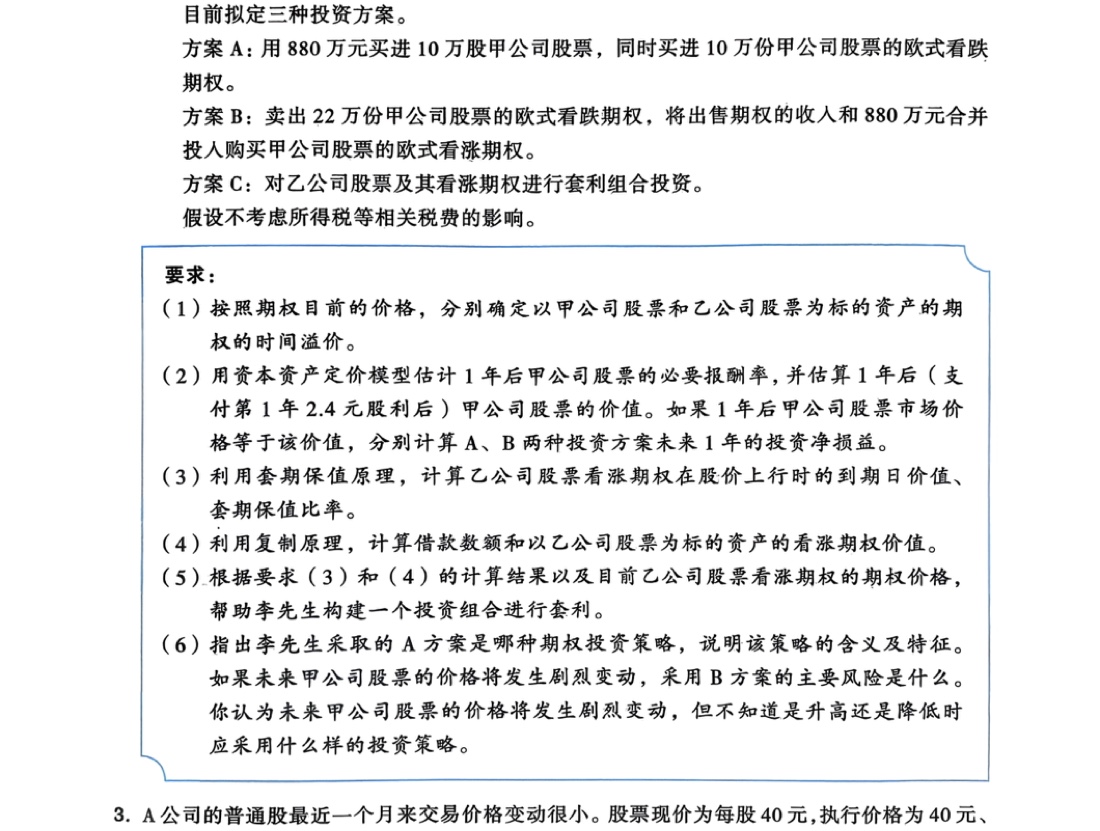 目前拟定三种投资方案。
方案 A：用 880 万元买进 10 万股甲公司股票，同时买进 10 万份甲公司股票的欧式看跌
期权。
方案 B：卖出 22 万份甲公司股票的欧式看跌期权，将出售期权的收人和 880 万元合并
投人购买甲公司股票的欧式看涨期权。
方案 C：对乙公司股票及其看涨期权进行套利组合投资。
假设不考虑所得税等相关税费的影响。
要求：
（1）按照期权目前的价格，分别确定以甲公司股票和乙公司股票为标的资产的期
权的时间溢价。
（2）用资本资产定价模型估计 1 年后甲公司股票的必要报酬率，并估算 1 年后（支
付第 1 年 2.4 元股利后）甲公司股票的价值。如果 1 年后甲公司股票市场价
格等于该价值，分别计算 A、B 两种投资方案未来 1 年的投资净损益。
（3）利用套期保值原理，计算乙公司股票看涨期权在股价上行时的到期日价值、
套期保值比率。
（4）利用复制原理，计算借款数额和以乙公司股票为标的资产的看涨期权价值。
（5）根据要求（3）和（4）的计算结果以及目前乙公司股票看涨期权的期权价格，
帮助李先生构建一个投资组合进行套利。
（6）指出李先生采取的 A 方案是哪种期权投资策略，说明该策略的含义及特征。
如果未来甲公司股票的价格将发生剧烈变动，采用 B 方案的主要风险是什么。
你认为未来甲公司股票的价格将发生剧烈变动，但不知道是升高还是降低时
应采用什么样的投资策略。
3. A 公司的普通股最近一个月来交易价格变动很小。股票现价为每股 40 元，执行价格为 40 元、